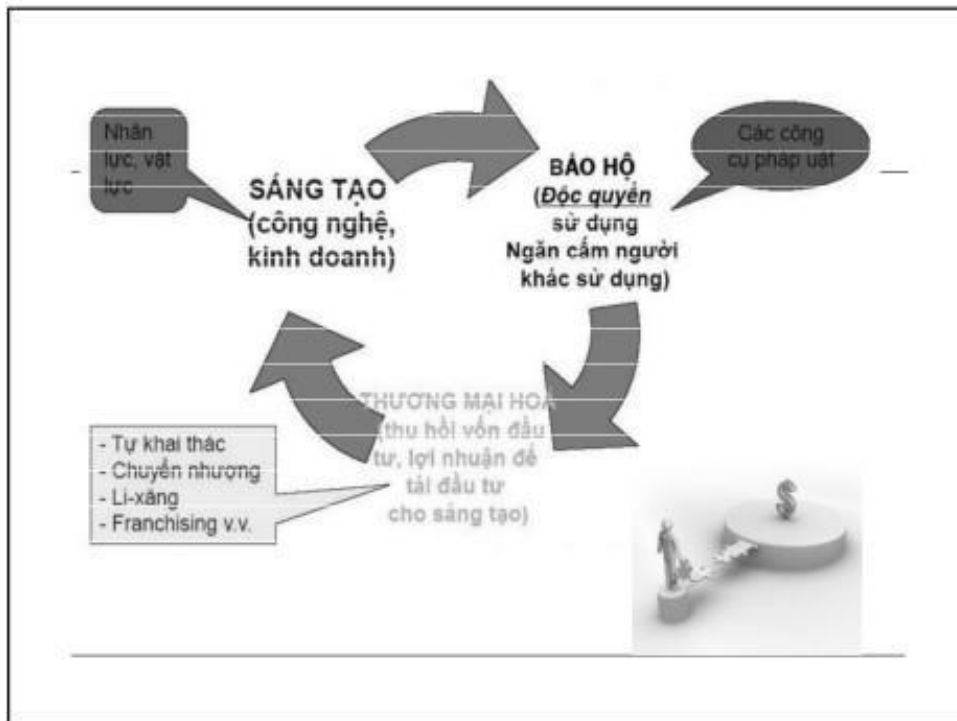 Nhân
lực, vật
lực
SÁNG TẠO
(công nghệ,
kinh doanh)
BẢO HỘ
(Độc quyền
sử dụng
Ngăn cấm người
khác sử dụng)
Các công
cụ pháp uật
THƯƠNG MẠI HOÁ
(thu hồi vốn đầu
tư, lợi nhuận để
tái đầu tư
cho sáng tạo)
- Tự khai thác
- Chuyển nhượng
- Li-xăng
- Franchising v.v.
$